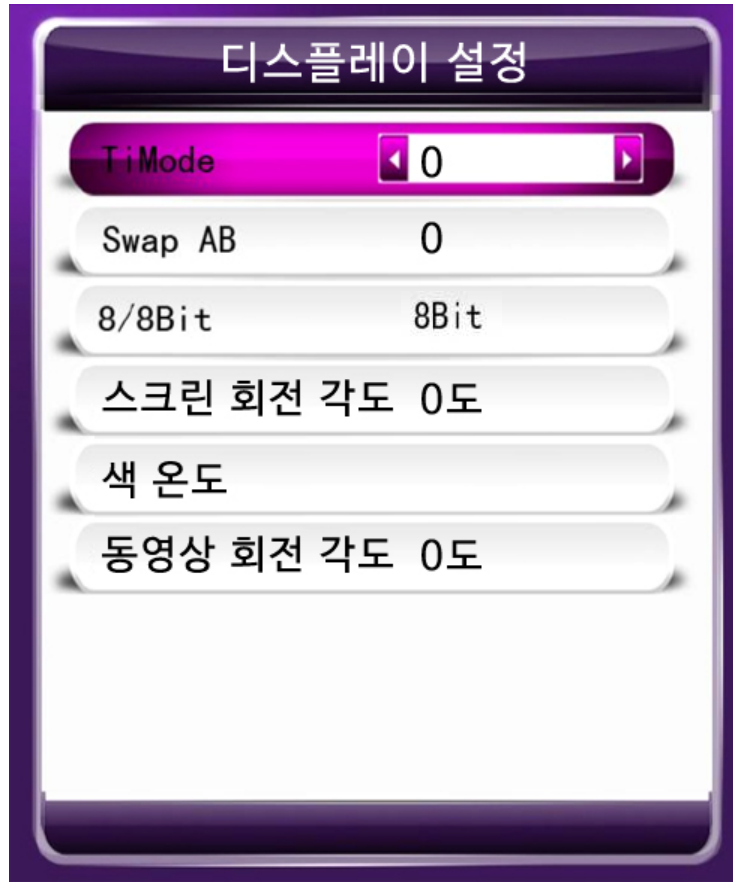 디스플레이 설정
TiMode 0
Swap AB 0
8/8Bit 8Bit
스크린 회전 각도 0도
색 온도
동영상 회전 각도 0도